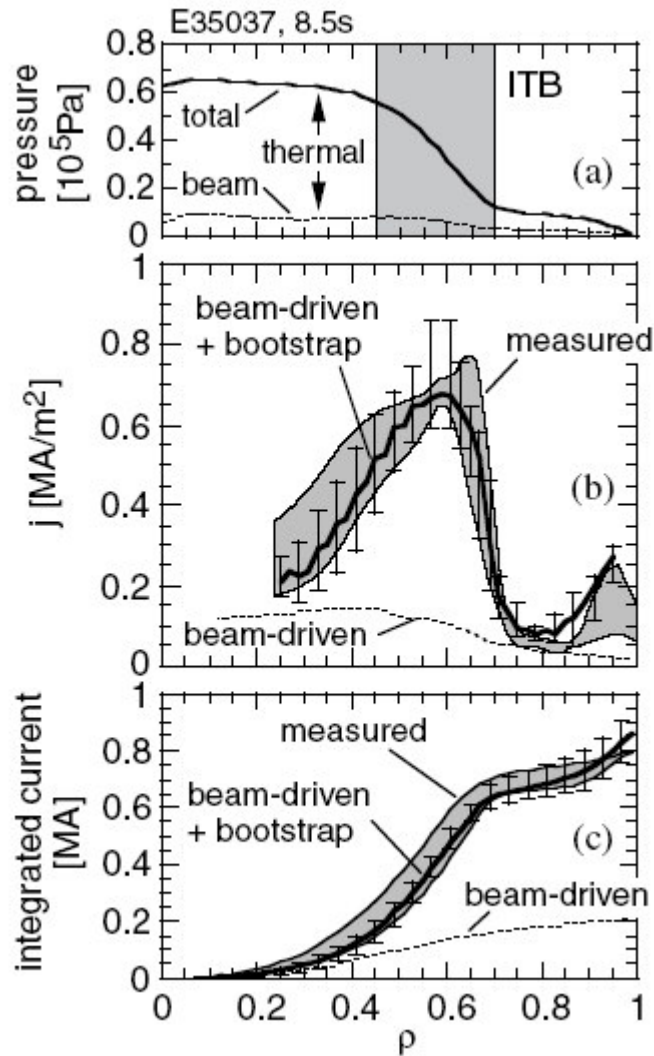 E35037, 8.5s
pressure
[10⁵Pa]
0.8
0.6
0.4
0.2
0
total
thermal
beam
ITB
(a)
j [MA/m²]
1
0.8
0.6
0.4
0.2
0
beam-driven
+ bootstrap
measured
(b)
beam-driven
integrated current
[MA]
1
0.8
0.6
0.4
0.2
0
measured
beam-driven
+ bootstrap
(c)
beam-driven
0 0.2 0.4 0.6 0.8 1
ρ